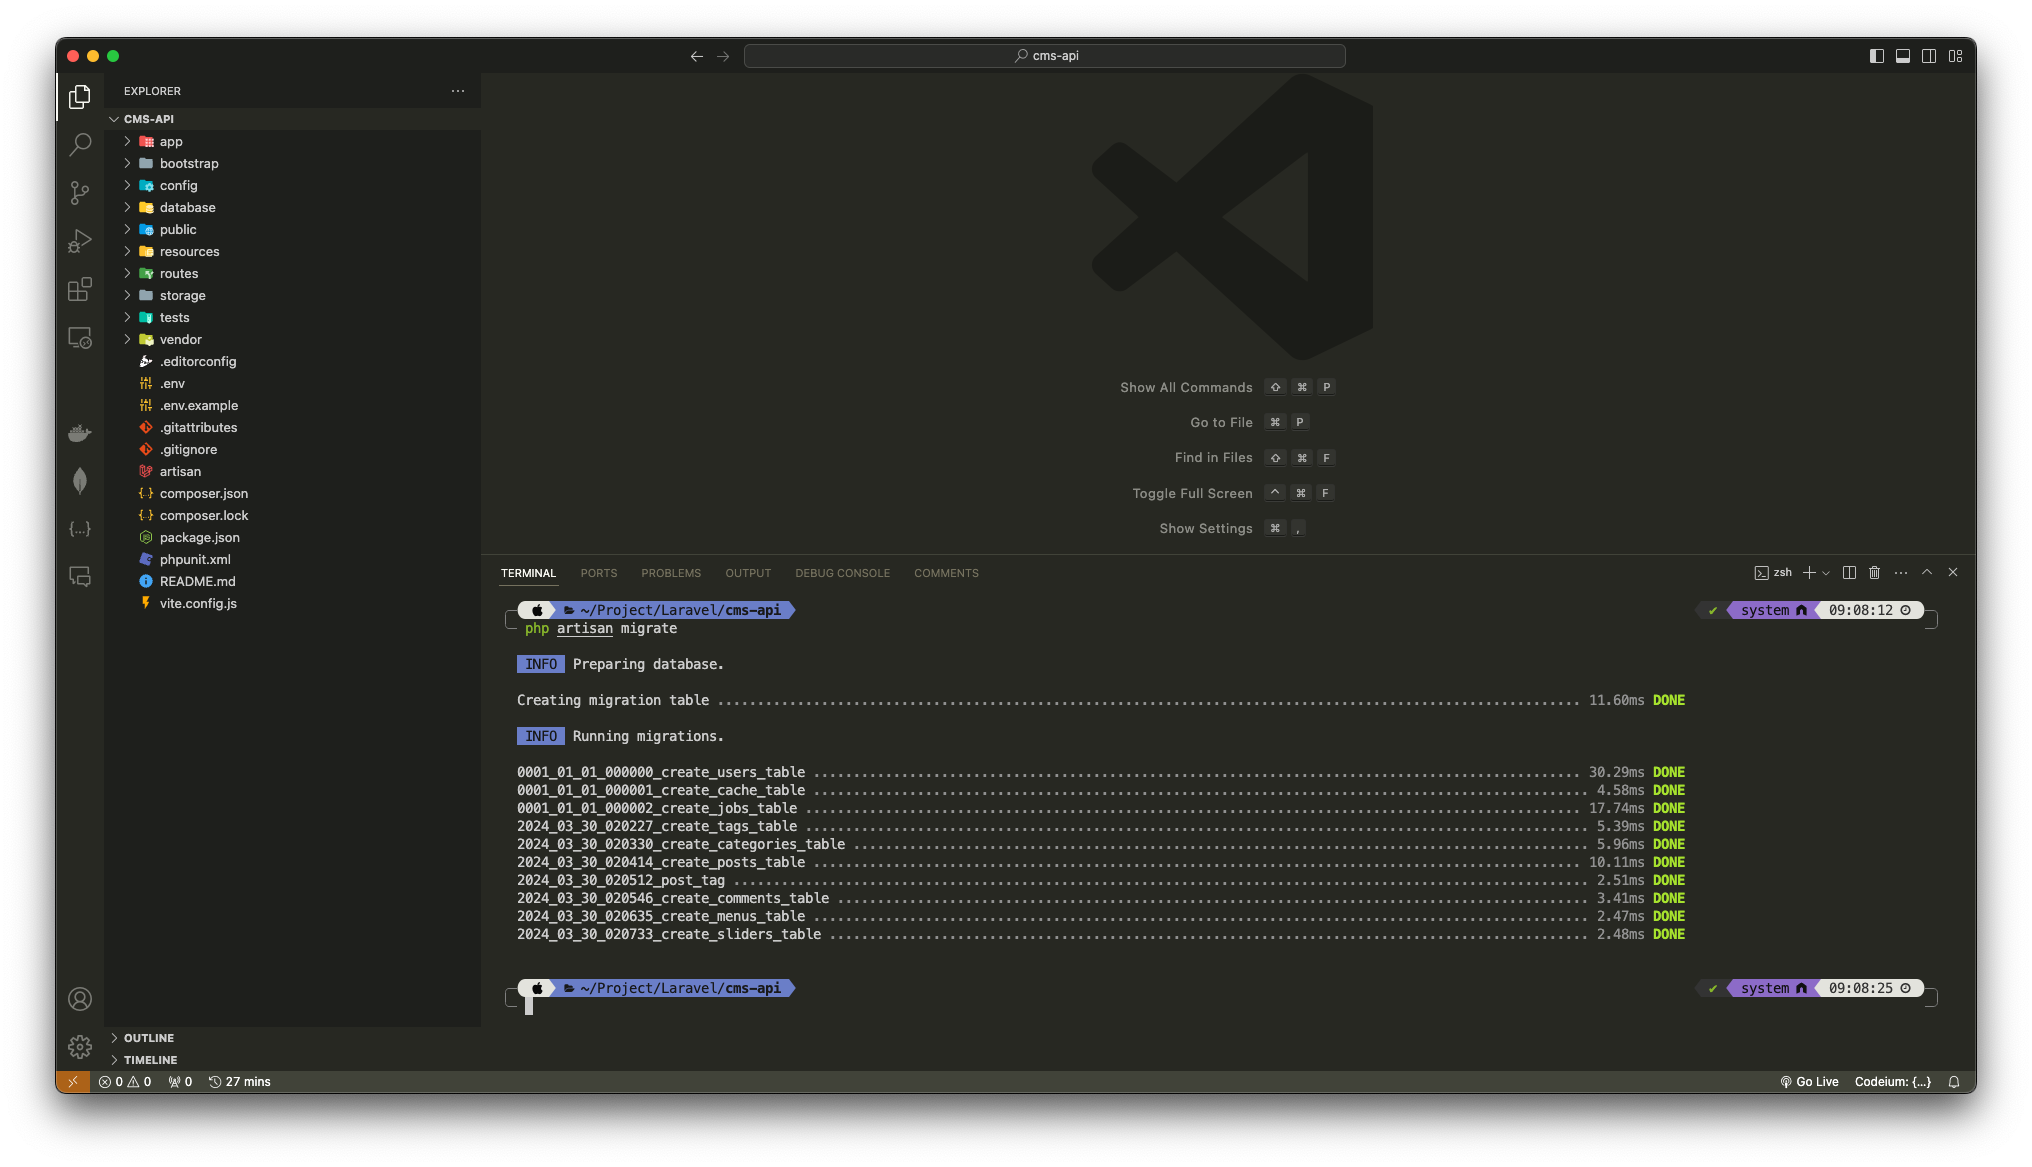 cms-api
EXPLORER
CMS-API
app
bootstrap
config
database
public
resources
routes
storage
tests
vendor
.editorconfig
.env
.env.example
.gitattributes
.gitignore
artisan
composer.json
composer.lock
package.json
phpunit.xml
README.md
vite.config.js
OUTLINE
TIMELINE
Show All Commands ⇧ ⌘ P
Go to File ⌘ P
Find in Files ⇧ ⌘ F
Toggle Full Screen ^ ⌘ F
Show Settings ⌘ ,
TERMINAL PORTS PROBLEMS OUTPUT DEBUG CONSOLE COMMENTS zsh
~/Project/Laravel/cms-api ✔ system 09:08:12
php artisan migrate
INFO Preparing database.
Creating migration table ............................................................................................................ 11.60ms DONE
INFO Running migrations.
0001_01_01_000000_create_users_table ................................................................................................ 30.29ms DONE
0001_01_01_000001_create_cache_table ................................................................................................. 4.58ms DONE
0001_01_01_000002_create_jobs_table ................................................................................................. 17.74ms DONE
2024_03_30_020227_create_tags_table .................................................................................................. 5.39ms DONE
2024_03_30_020330_create_categories_table ............................................................................................ 5.96ms DONE
2024_03_30_020414_create_posts_table ................................................................................................ 10.11ms DONE
2024_03_30_020512_post_tag ........................................................................................................... 2.51ms DONE
2024_03_30_020546_create_comments_table .............................................................................................. 3.41ms DONE
2024_03_30_020635_create_menus_table ................................................................................................. 2.47ms DONE
2024_03_30_020733_create_sliders_table ............................................................................................... 2.48ms DONE
~/Project/Laravel/cms-api ✔ system 09:08:25
0 0 0 27 mins Go Live Codeium: {...}